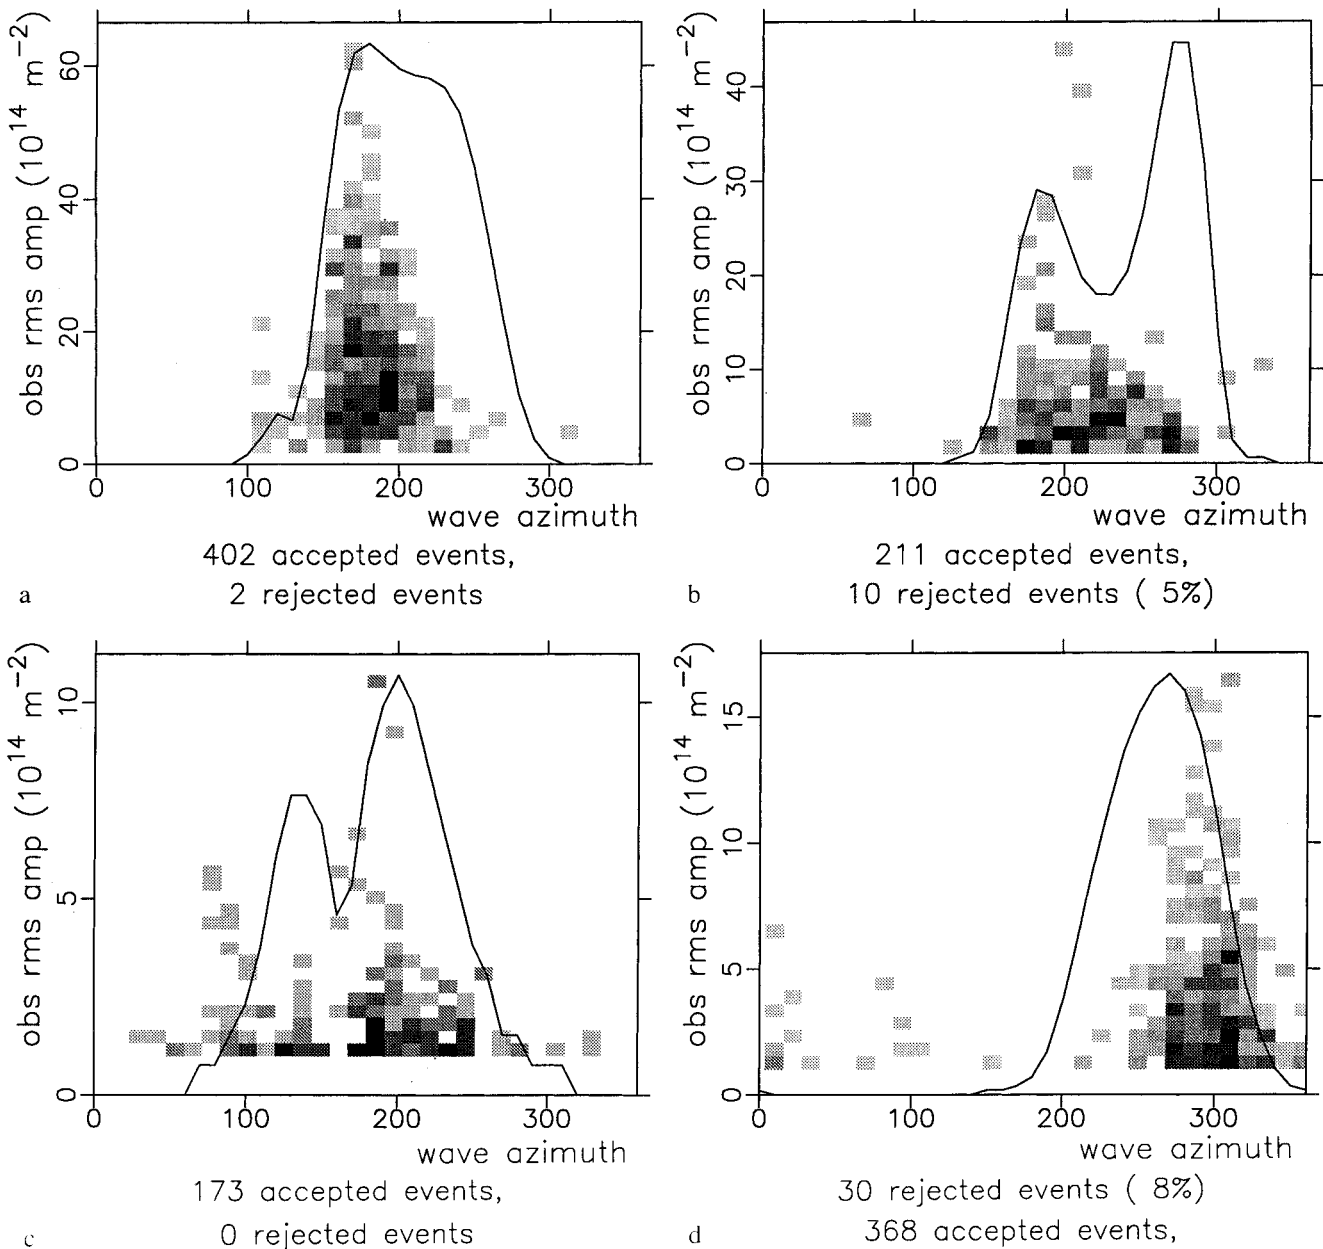 obs rms amp (10^14 m^-2)
60
40
20
0
0 100 200 300
wave azimuth
402 accepted events,
2 rejected events
a
obs rms amp (10^14 m^-2)
40
30
20
10
0
0 100 200 300
wave azimuth
211 accepted events,
10 rejected events ( 5%)
b
obs rms amp (10^14 m^-2)
10
5
0
0 100 200 300
wave azimuth
173 accepted events,
0 rejected events
c
obs rms amp (10^14 m^-2)
15
10
5
0
0 100 200 300
wave azimuth
30 rejected events ( 8%)
368 accepted events,
d